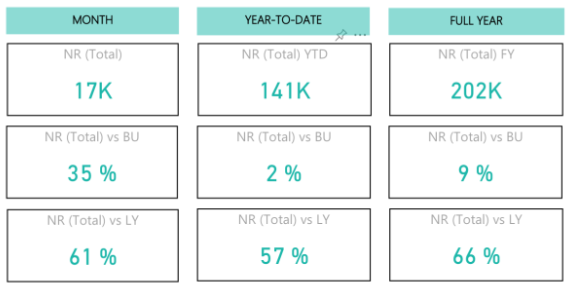 MONTH
YEAR-TO-DATE
FULL YEAR
NR (Total)
17K
NR (Total) YTD
141K
NR (Total) FY
202K
NR (Total) vs BU
35 %
NR (Total) vs BU
2 %
NR (Total) vs BU
9 %
NR (Total) vs LY
61 %
NR (Total) vs LY
57 %
NR (Total) vs LY
66 %